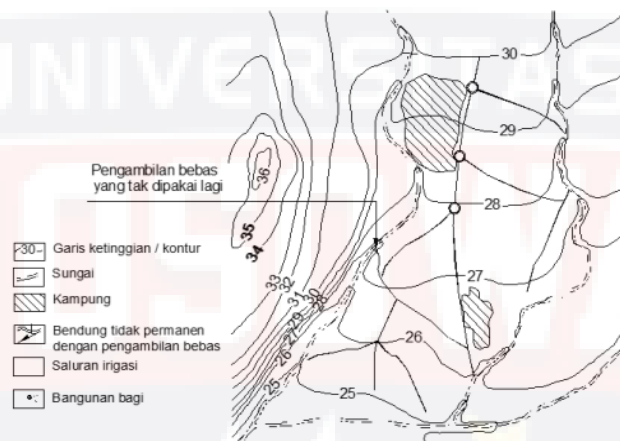 UNIVERSITAS
BOSOWA
Pengambilan bebas
yang tak dipakai lagi
30 Garis ketinggian / kontur
Sungai
Kampung
Bendung tidak permanen
dengan pengambilan bebas
Saluran irigasi
Bangunan bagi
36
35
34
33
32
31
30
29
28
27
26
25
30
29
28
27
26
25